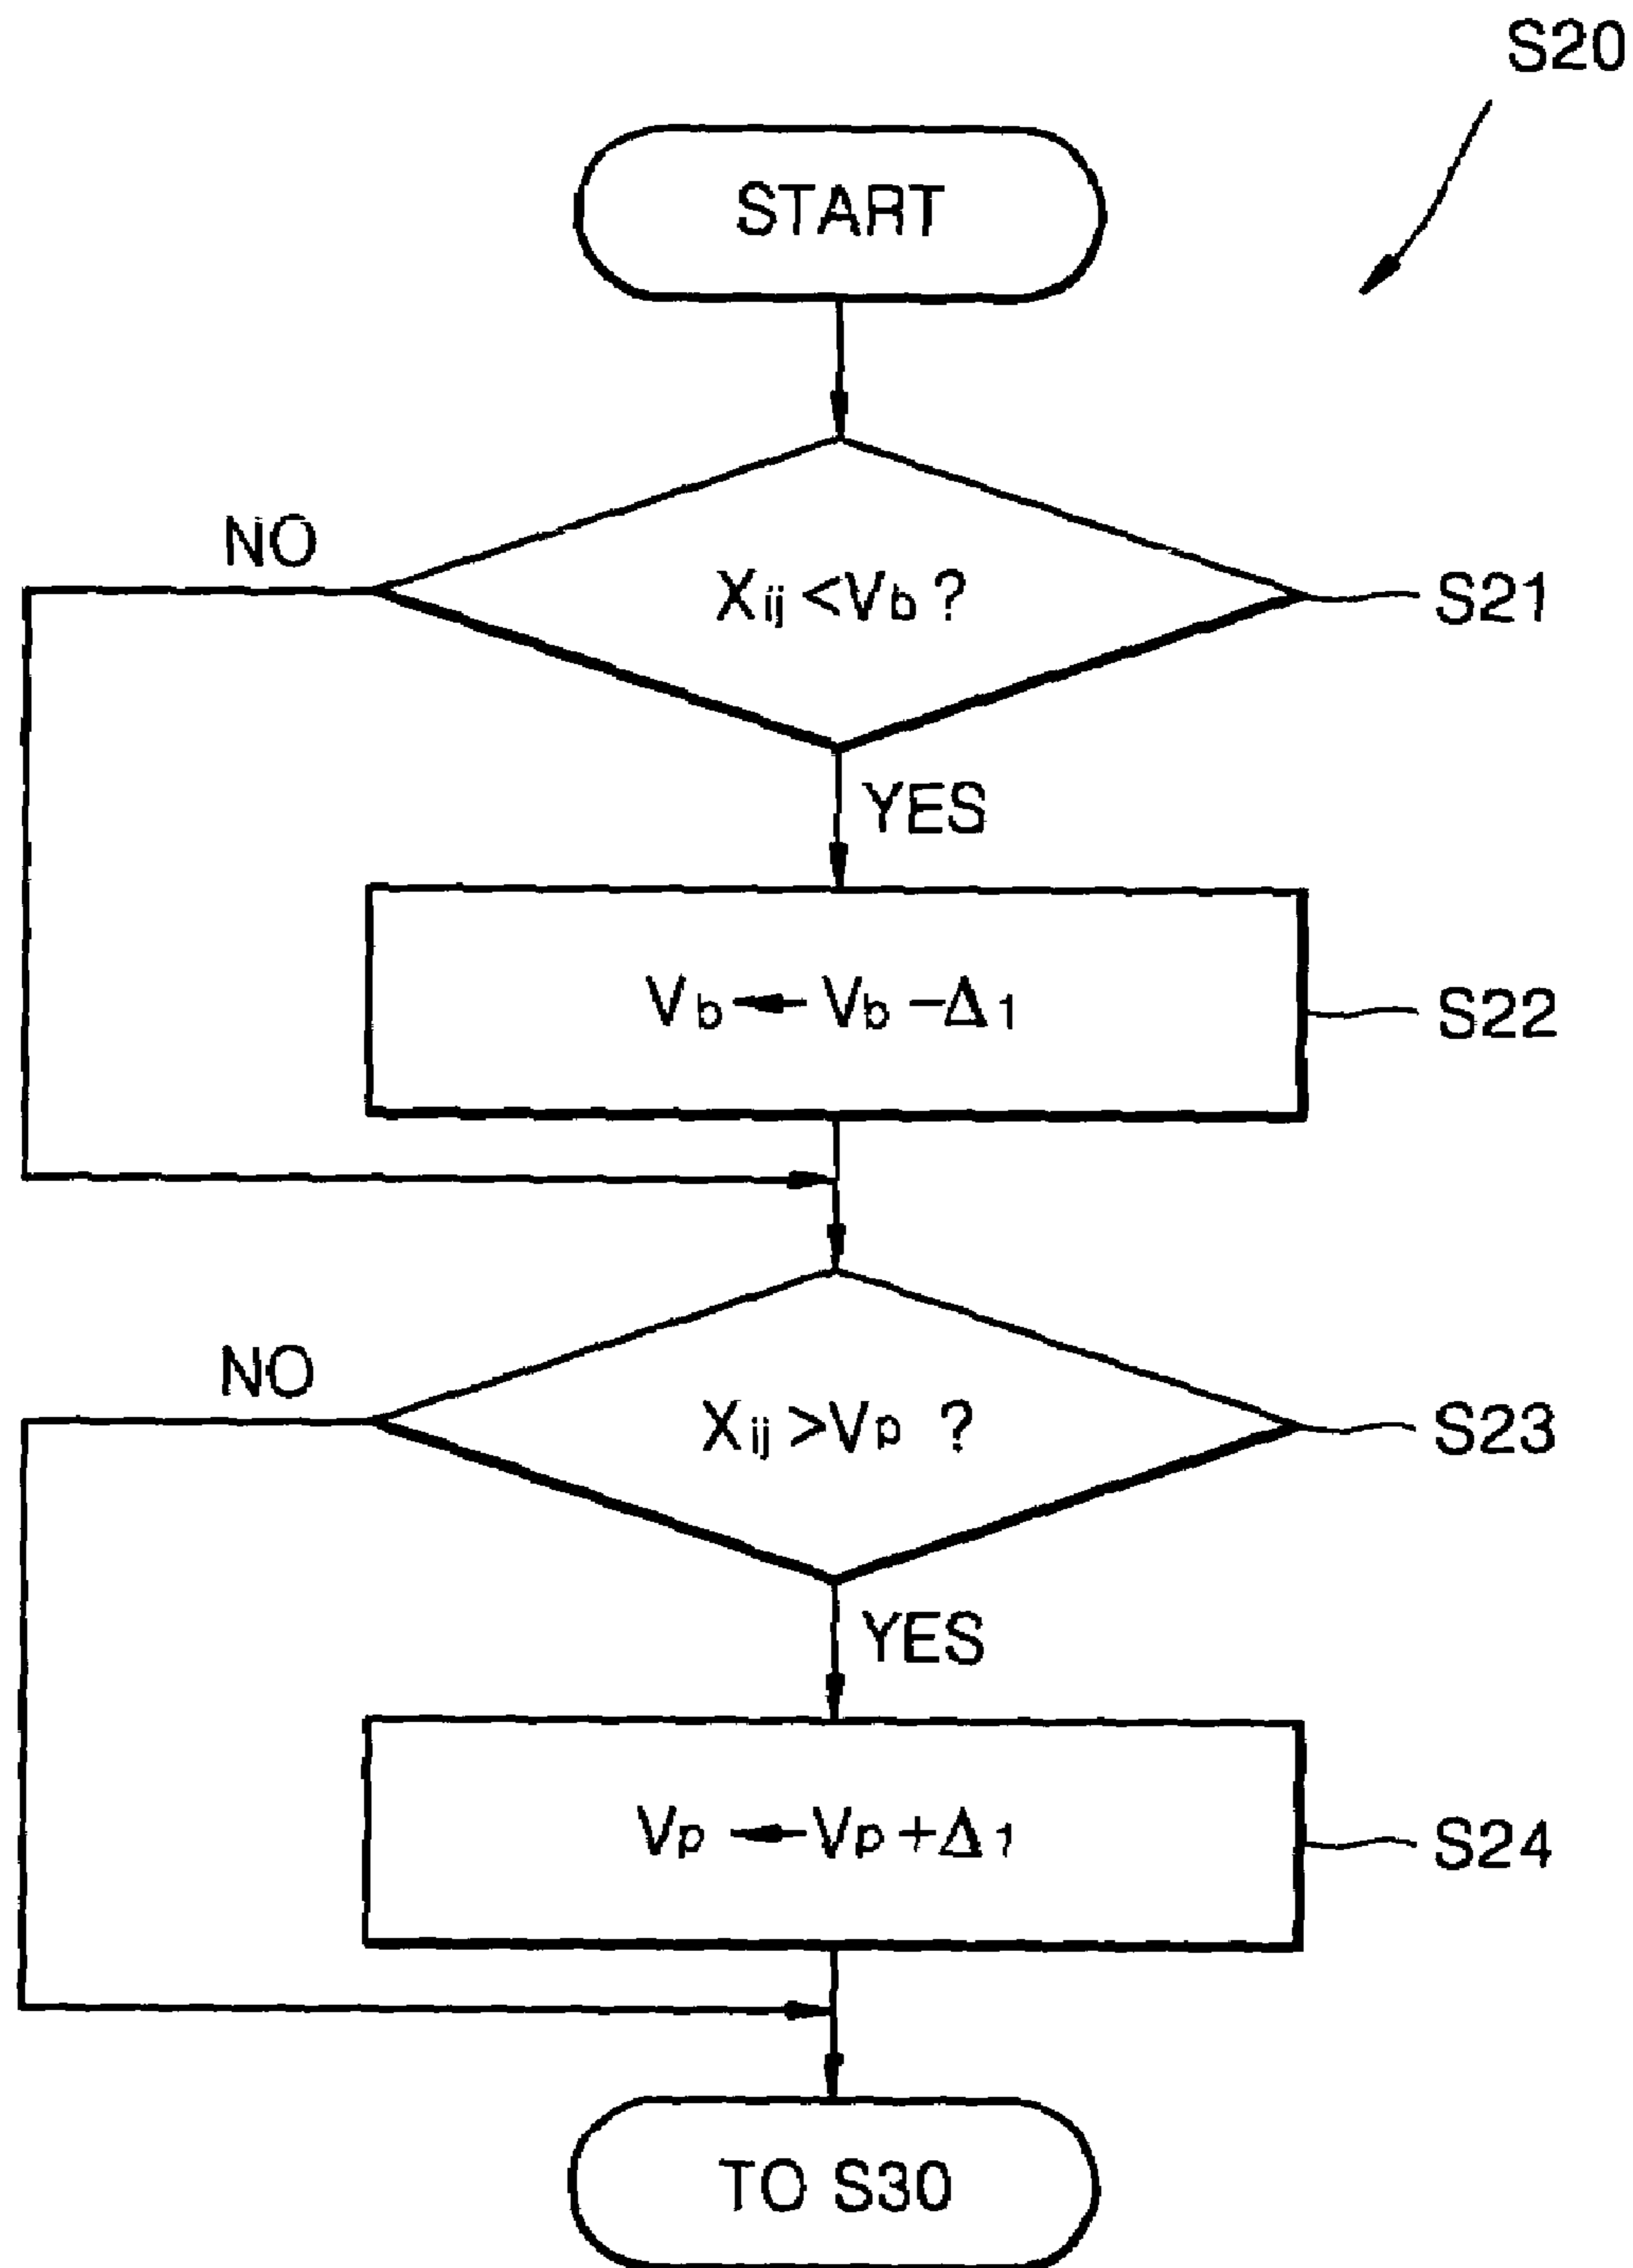 S20
START
NO
Xij <Vb ?
S21
YES
Vb ← Vb −Δ1
S22
NO
Xij >Vp ?
S23
YES
Vp ← Vp +Δ1
S24
TO S30